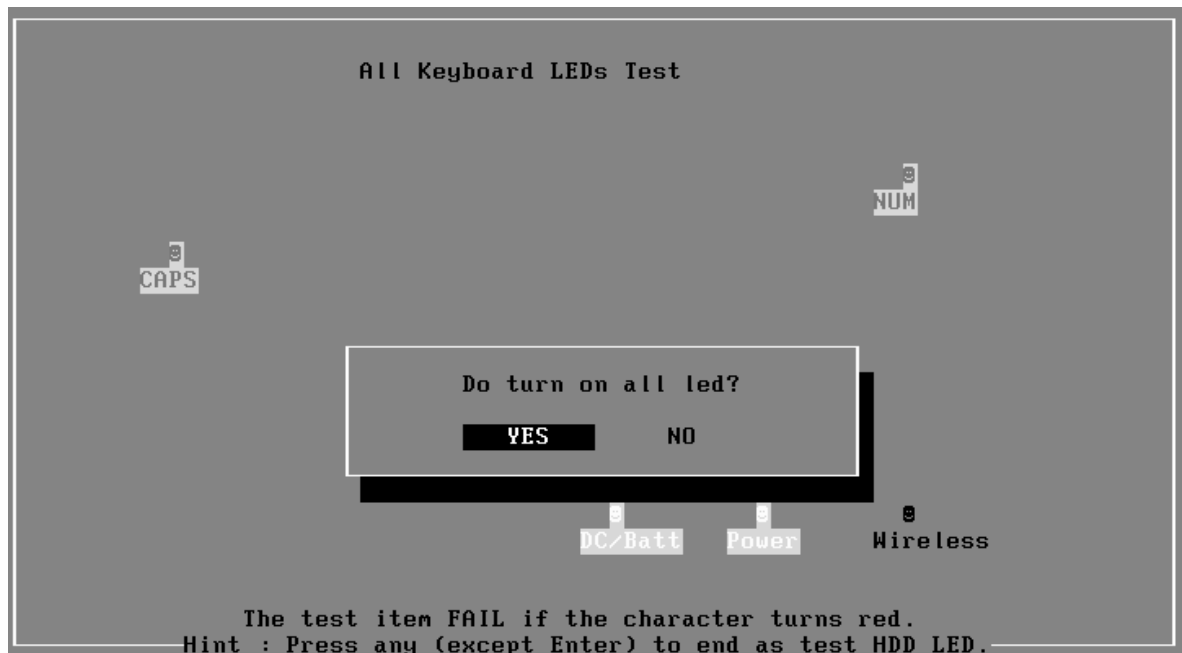 All Keyboard LEDs Test
NUM
CAPS
Do turn on all led?
YES NO
DC/Batt Power Wireless
The test item FAIL if the character turns red.
Hint : Press any (except Enter) to end as test HDD LED.